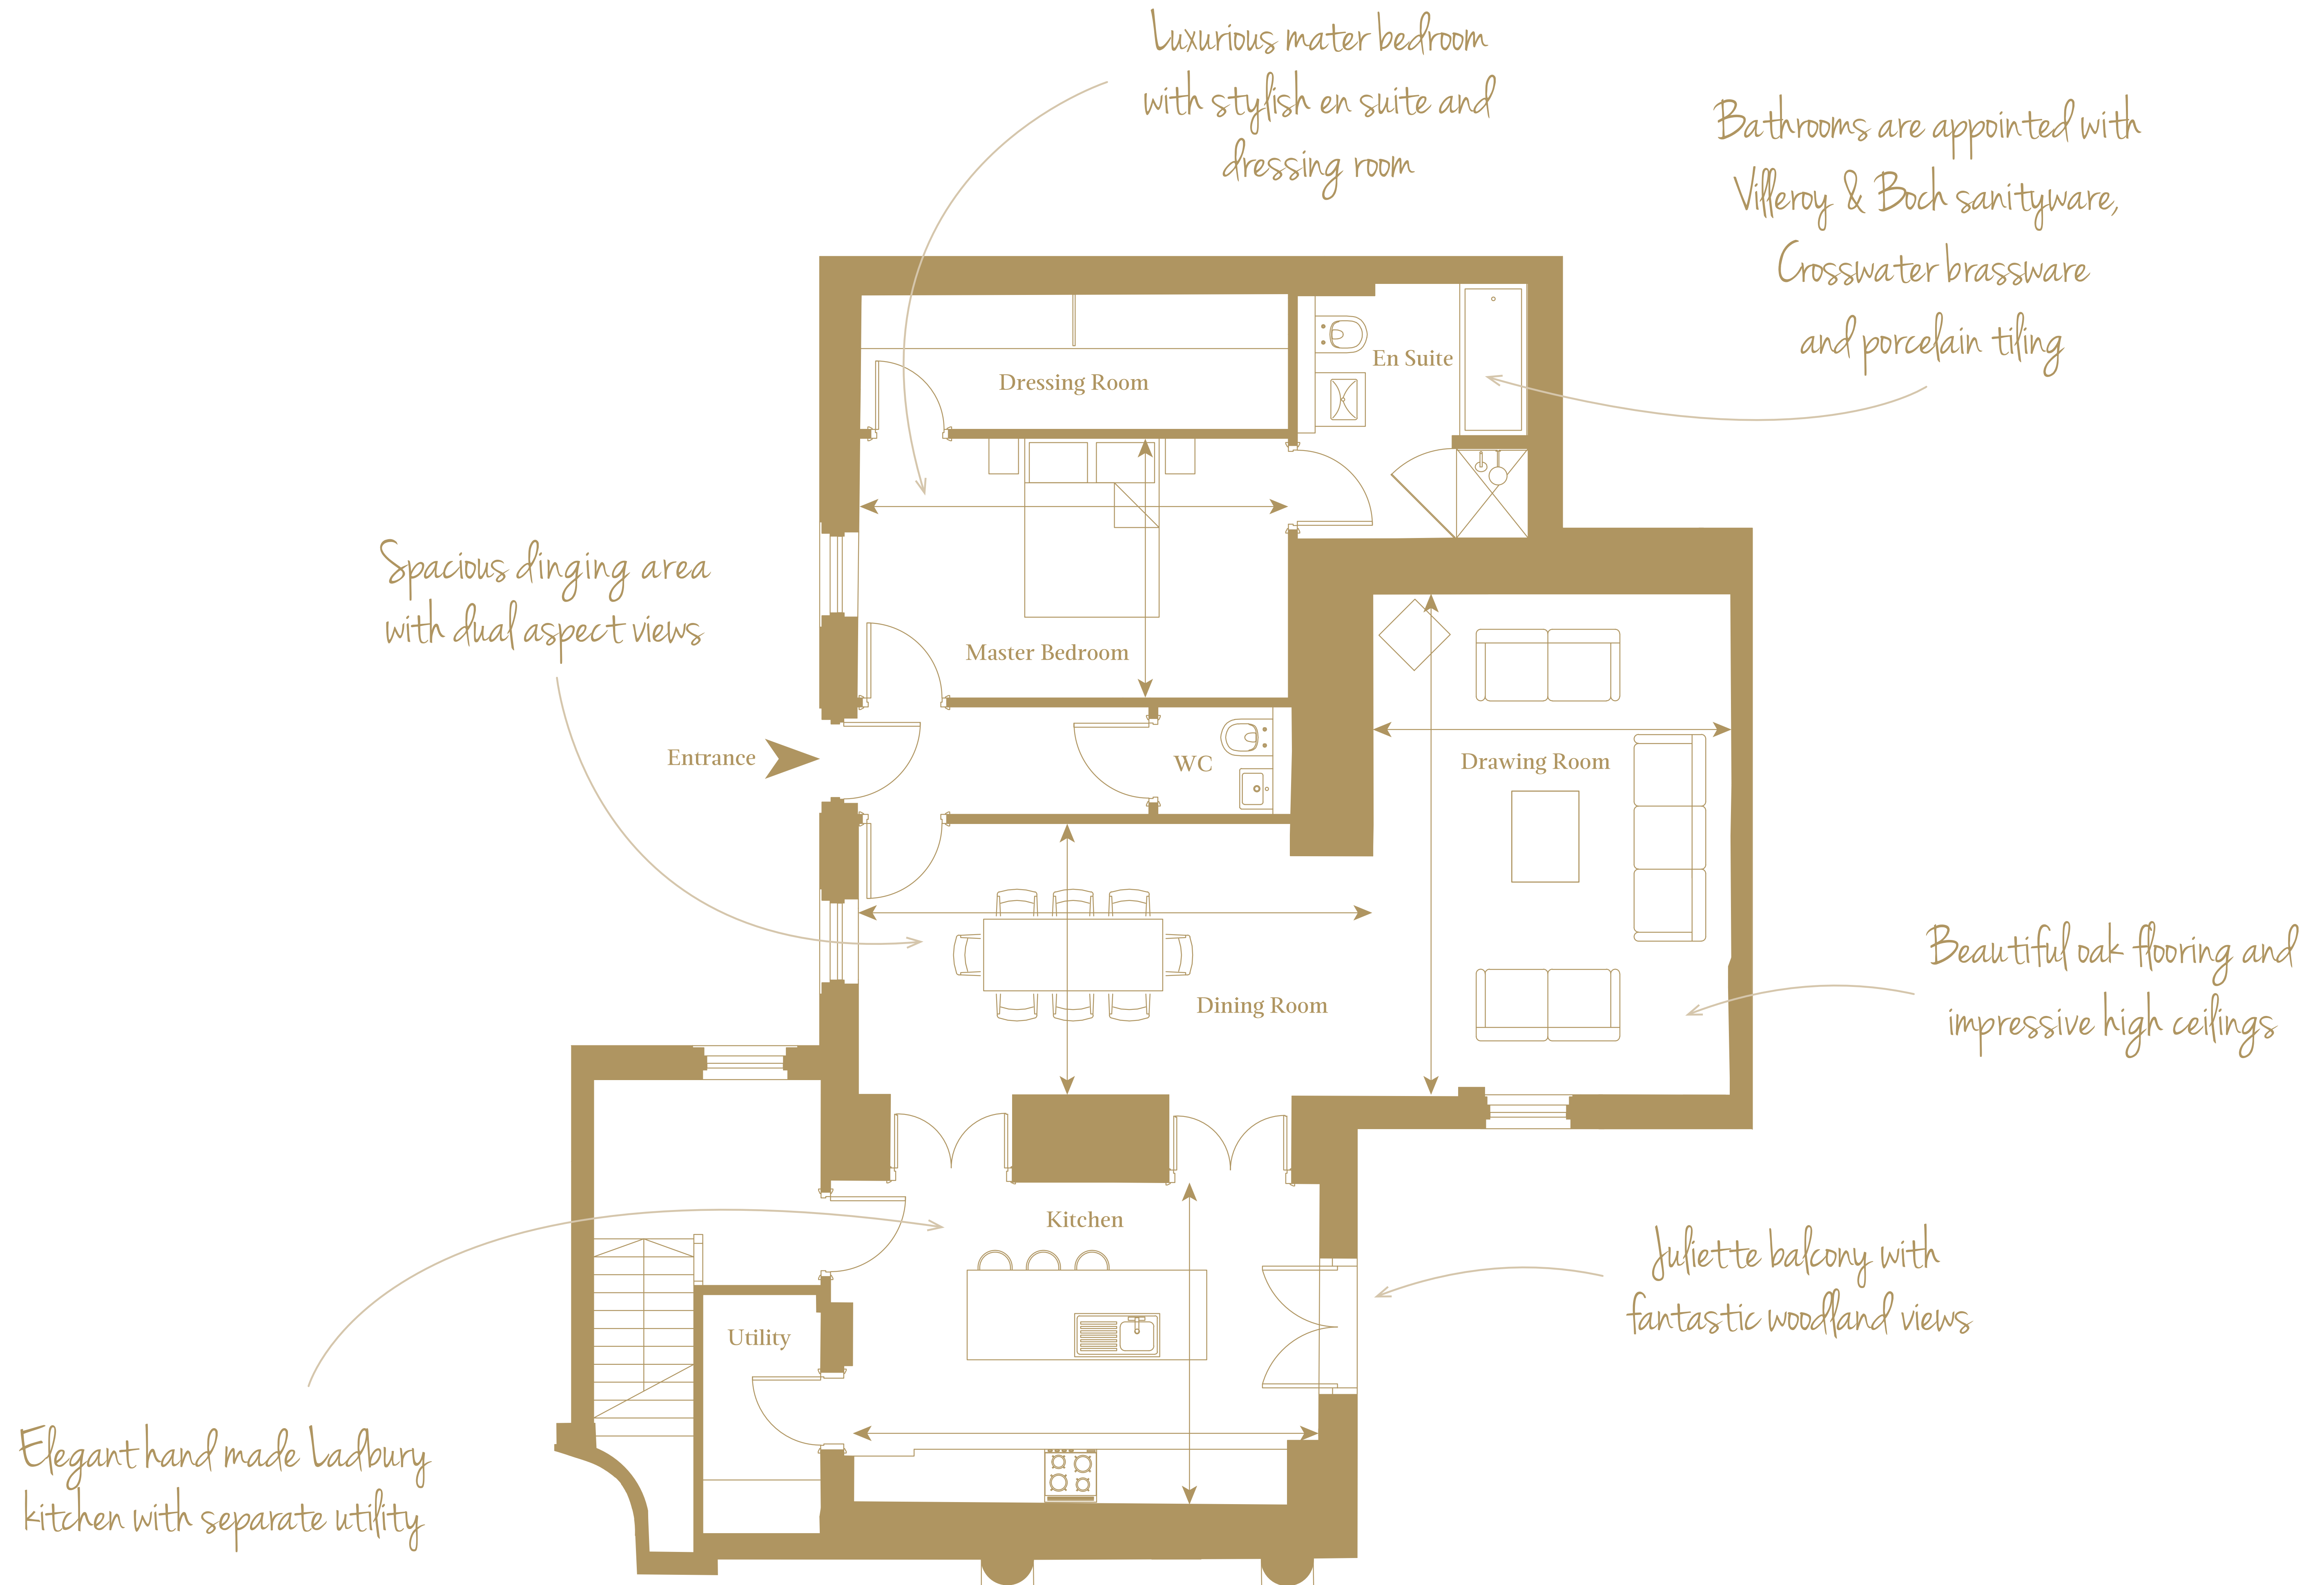 Luxurious mater bedroom
with stylish en suite and
dressing room
Bathrooms are appointed with
Villeroy & Boch sanityware,
Crosswater brassware
and porcelain tiling
En Suite
Dressing Room
Spacious dinging area
with dual aspect views
Master Bedroom
Entrance
WC
Drawing Room
Beautiful oak flooring and
impressive high ceilings
Dining Room
Kitchen
Juliette balcony with
fantastic woodland views
Utility
Elegant hand made Ladbury
kitchen with separate utility